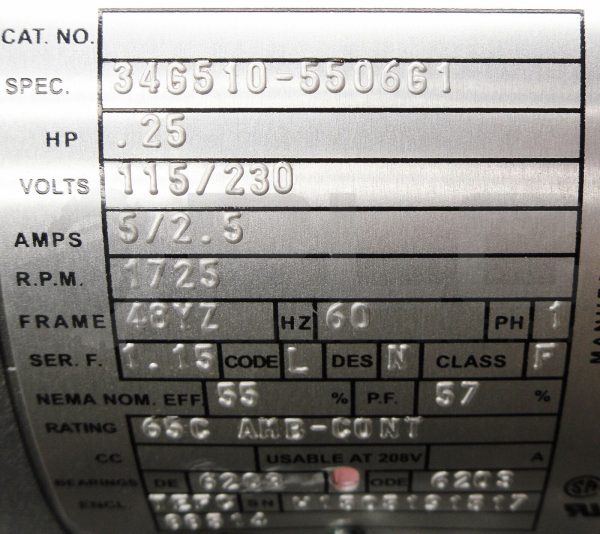 CAT. NO.
SPEC. 34G510-5506G1
HP .25
VOLTS 115/230
AMPS 5/2.5
R.P.M. 1725
FRAME 48YZ HZ 60 PH 1
SER. F. 1.15 CODE L DES N CLASS F
NEMA NOM. EFF 55 % P.F. 57 %
RATING 65C AMB-CONT
CC USABLE AT 208V A
BEARINGS DE 6203 ODE 6203
ENCL TEFC SN